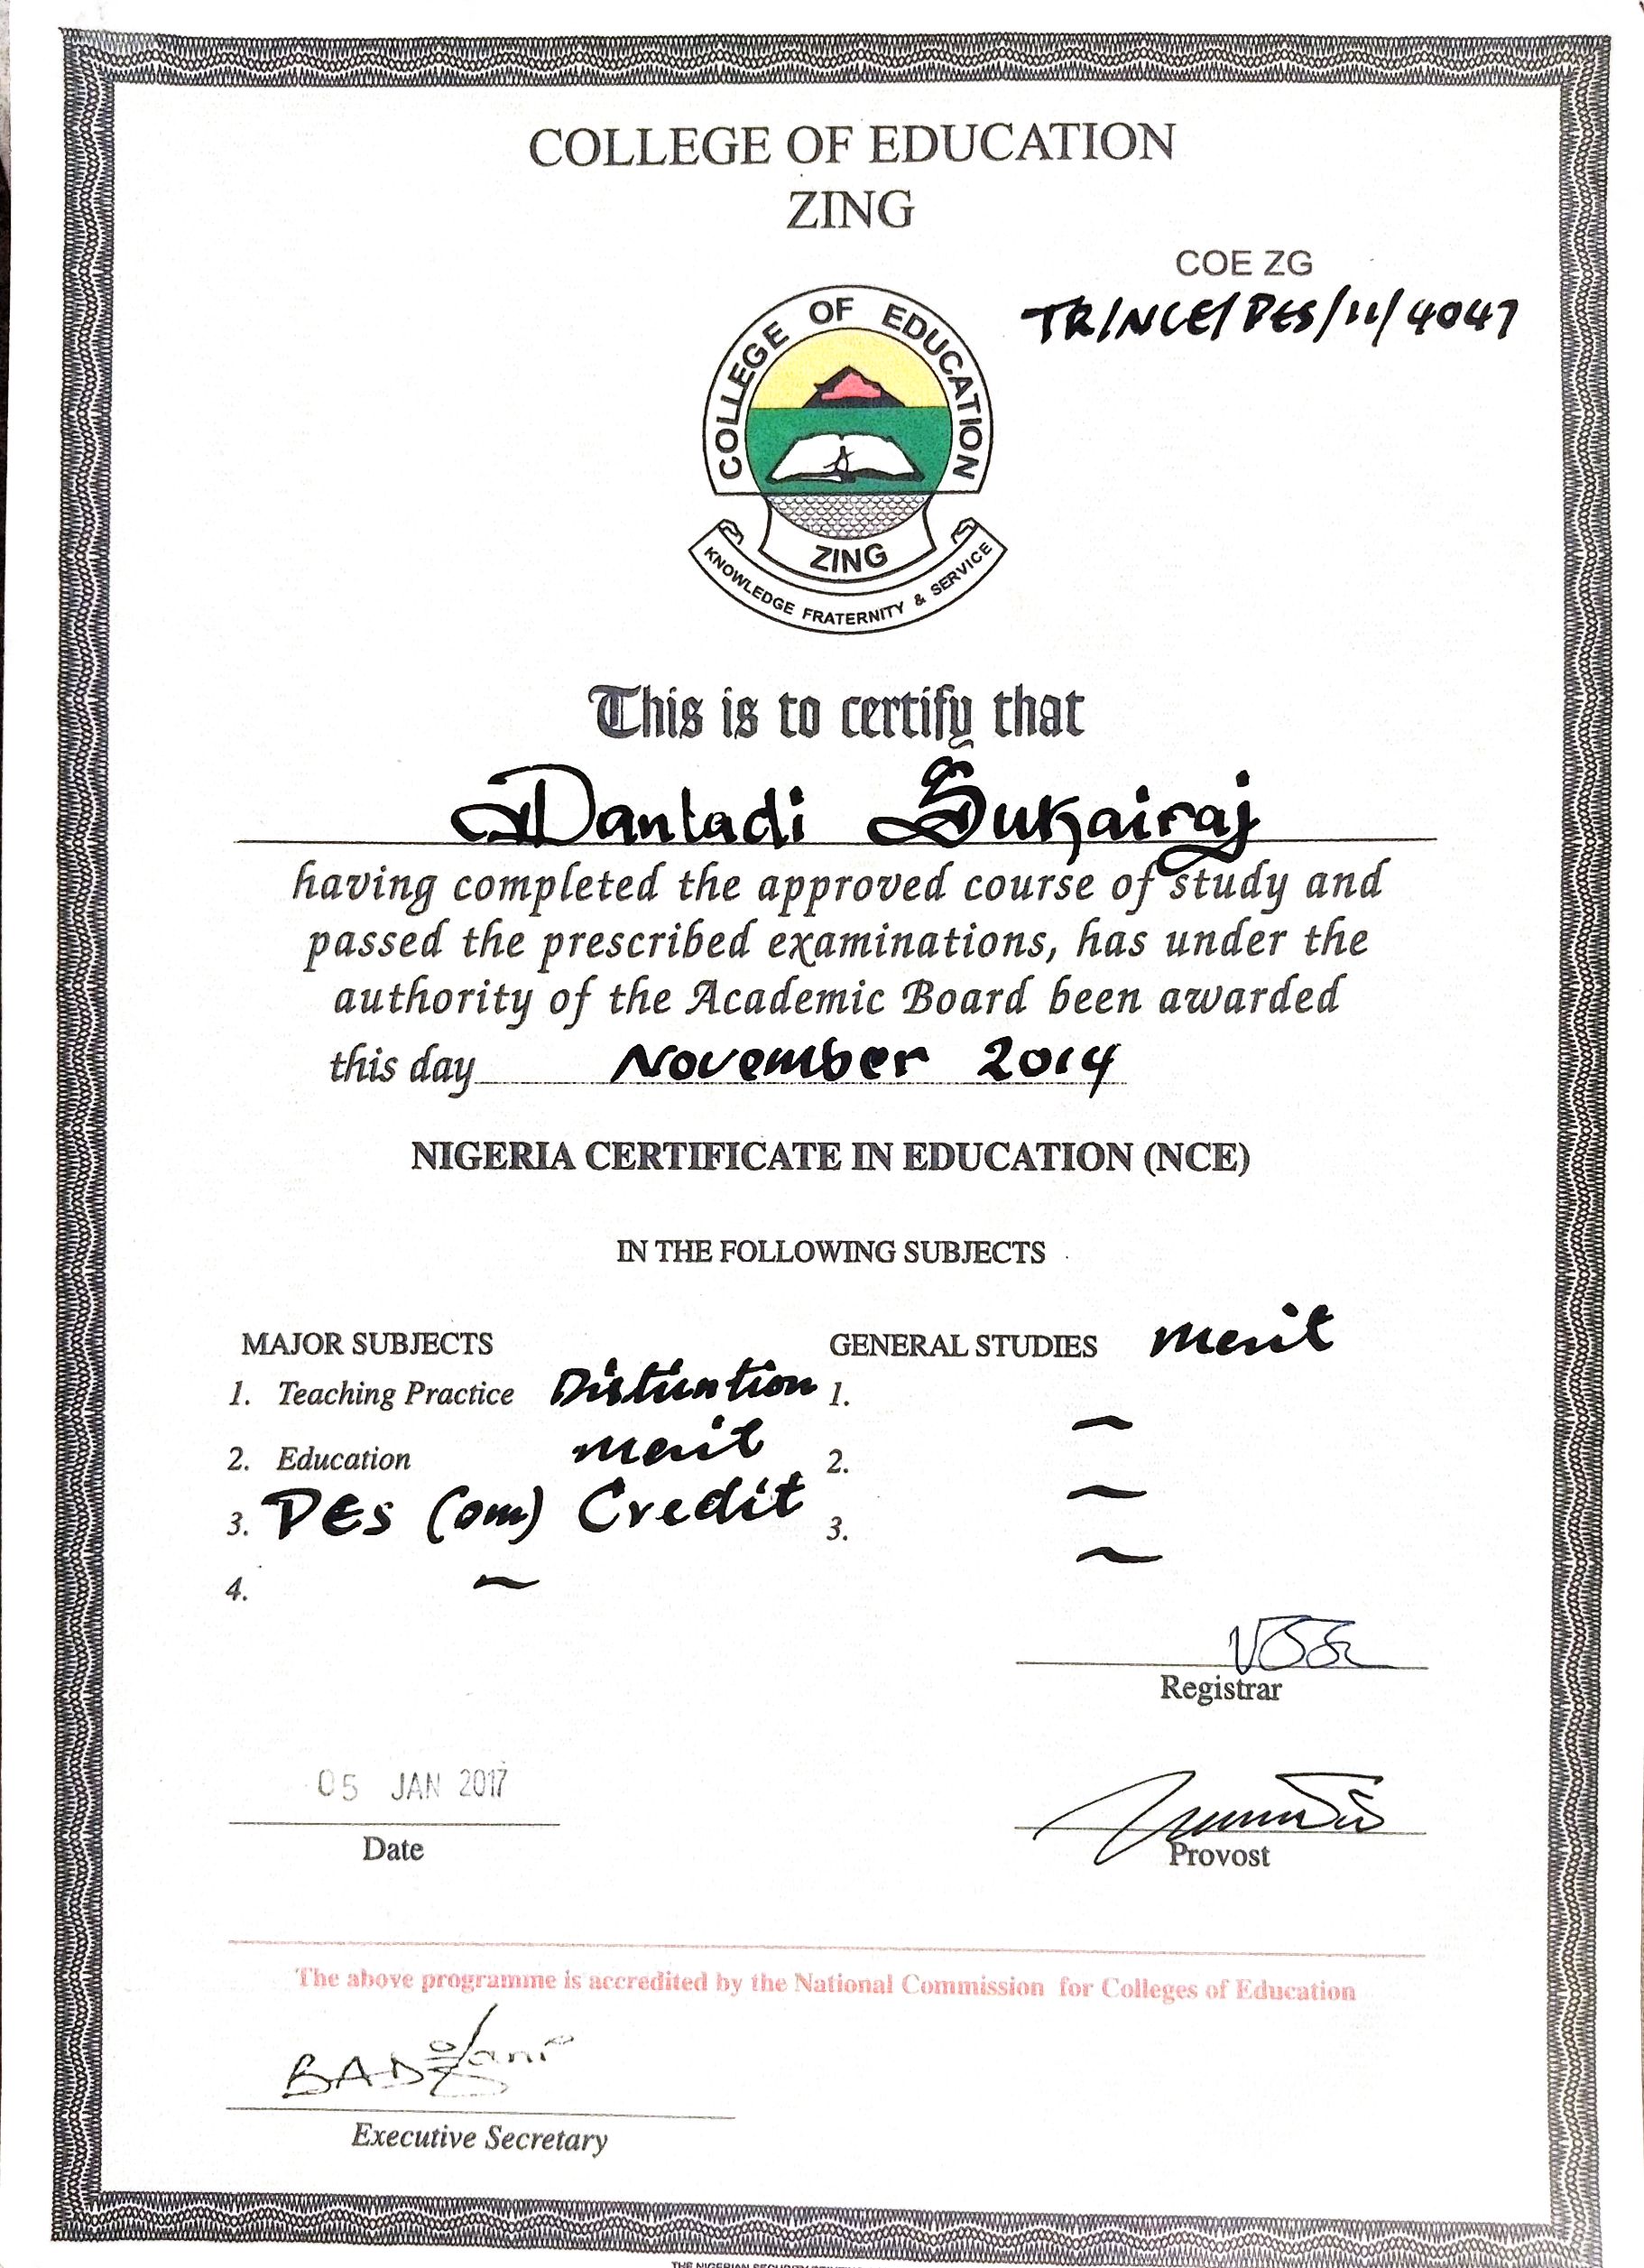 COLLEGE OF EDUCATION
ZING
COE ZG
TR/NCE/PES/11/4047
COLLEGE OF EDUCATION
ZING
KNOWLEDGE FRATERNITY & SERVICE
This is to certify that
Danladi Sukairaj
having completed the approved course of study and
passed the prescribed examinations, has under the
authority of the Academic Board been awarded
this day November 2014
NIGERIA CERTIFICATE IN EDUCATION (NCE)
IN THE FOLLOWING SUBJECTS
MAJOR SUBJECTS GENERAL STUDIES merit
1. Teaching Practice Distinction 1. ~
2. Education merit 2. ~
3. PES (DM) Credit 3. ~
4. ~
Registrar
05 JAN 2017
Date
Provost
The above programme is accredited by the National Commission for Colleges of Education
Executive Secretary
THE NIGERIAN SECURITY